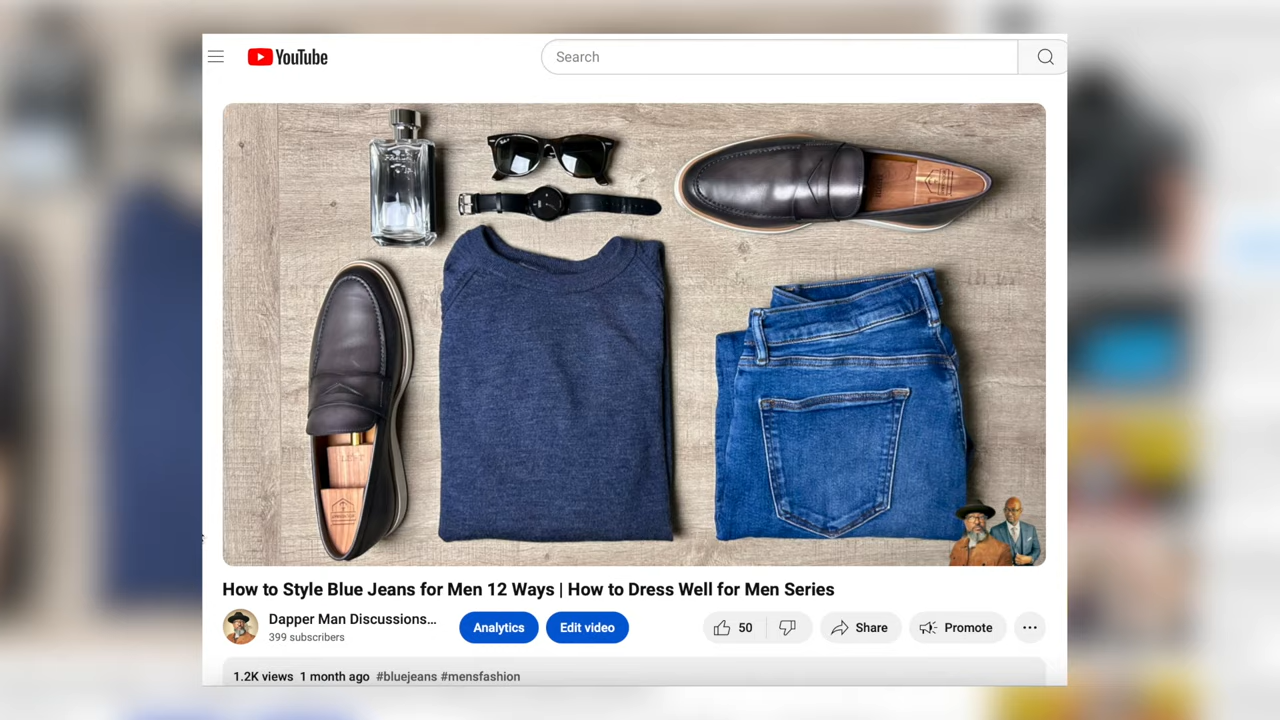 YouTube
Search
PRADA
How to Style Blue Jeans for Men 12 Ways | How to Dress Well for Men Series
Dapper Man Discussions...
399 subscribers
Analytics
Edit video
50
Share
Promote
1.2K views 1 month ago #bluejeans #mensfashion